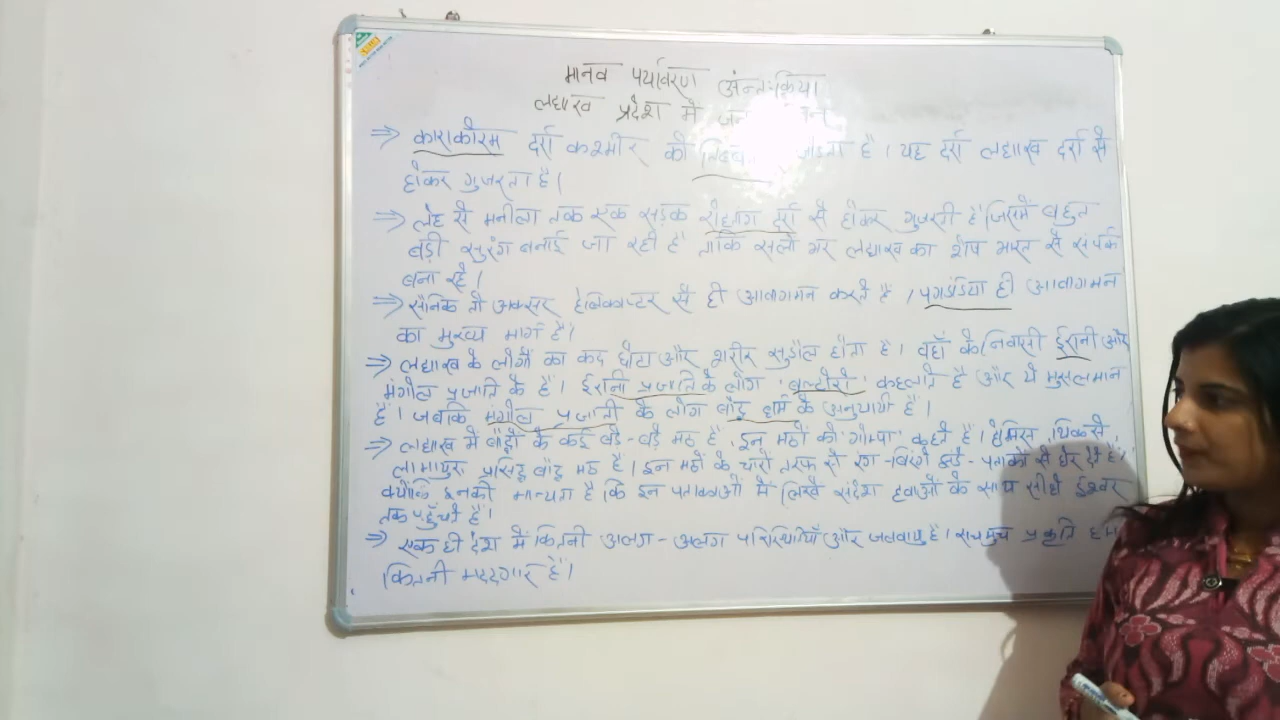 मानव पर्यावरण अंन्तःक्रिया
लद्दाख प्रदेश में जन
⇒ काराकोरम दर्रा कश्मीर को जोडता है । यह दर्रा लद्दाख दर्रा से
होकर गुजरता है।
⇒ लेह से मनीला तक एक सड़क रोहतांग दर्रा से होकर गुजरती है जिसमें बहुत
बड़ी सुरंग बनाई जा रही है ताकि सलो भर लद्दाख का शेष भारत से संपर्क
बना रहे।
⇒ सैनिक तो अक्सर हेलिकाप्टर से ही आवागमन करते है । पगडंडिया ही आवागमन
का मुख्य मार्ग है।
⇒ लद्दाख के लोगों का कद छोटा और शरीर सुडौल होता है । वहाँ के निवासी ईरानी और
मंगोल प्रजाति के है । ईरानी प्रजाति के लोग 'बल्टोरो' कहलाते है और ये मुसलमान
है । जबकि मंगोल प्रजाती के लोग बौद्ध धर्म के अनुयायी है ।
⇒ लद्दाख में बौद्धो के कई बडे-बडे मठ है , इन मठों को 'गोम्पा' कहते है । हेमिस, थिकसे
लामायुरु प्रसिद्ध बौद्ध मठ है । इन मठों के चारो तरफ से रंग-बिरंगे झंडे-पताको से घेर देते है।
क्योंकि इनकी मान्यता है कि इन पताकाओं में लिखे संदेश हवाओं के साथ सीधे ईश्वर
तक पहुँचते है।
⇒ एक ही देश में कितनी अलग-अलग परिस्थितियाँ और जलवायु है। सचमुच प्रकृति हमा
कितनी मददगार है।